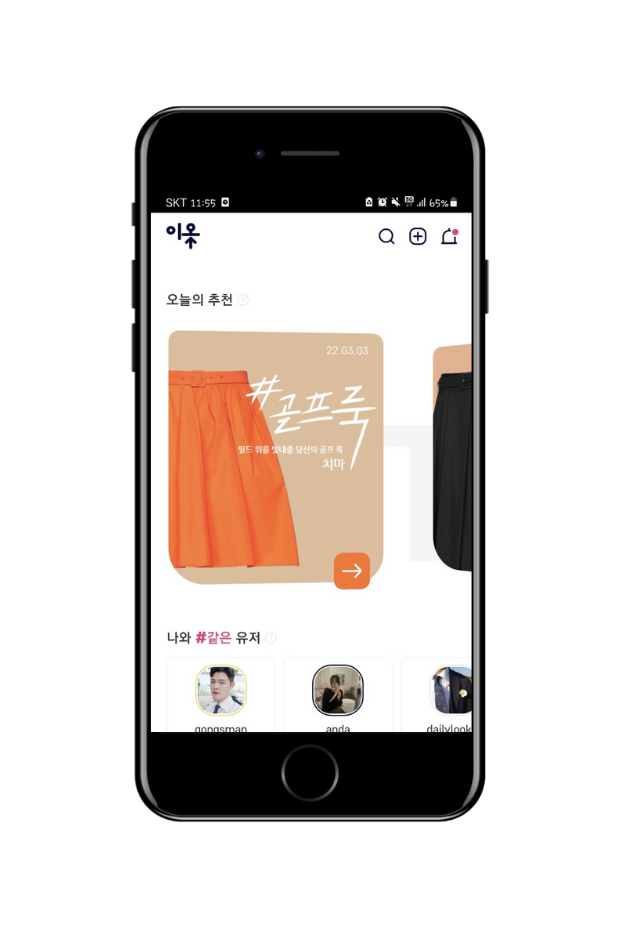 SKT 11:55
65%
이옷
오늘의 추천
22.03.03
#골프룩
필드 위를 빛내줄 당신의 골프 룩
치마
나와 #같은 유저
gongsman
anda
dailylook